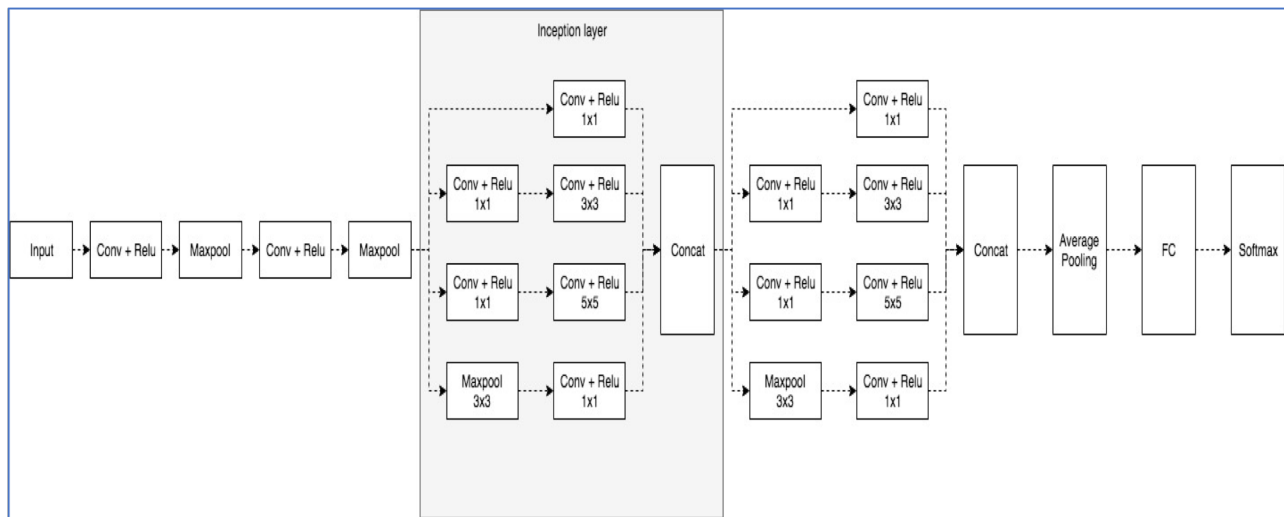 Inception layer
Conv + Relu
1x1
Conv + Relu
1x1
Conv + Relu
1x1
Conv + Relu
3x3
Conv + Relu
1x1
Conv + Relu
3x3
Input
Conv + Relu
Maxpool
Conv + Relu
Maxpool
Concat
Concat
Average
Pooling
FC
Softmax
Conv + Relu
1x1
Conv + Relu
5x5
Conv + Relu
1x1
Conv + Relu
5x5
Maxpool
3x3
Conv + Relu
1x1
Maxpool
3x3
Conv + Relu
1x1